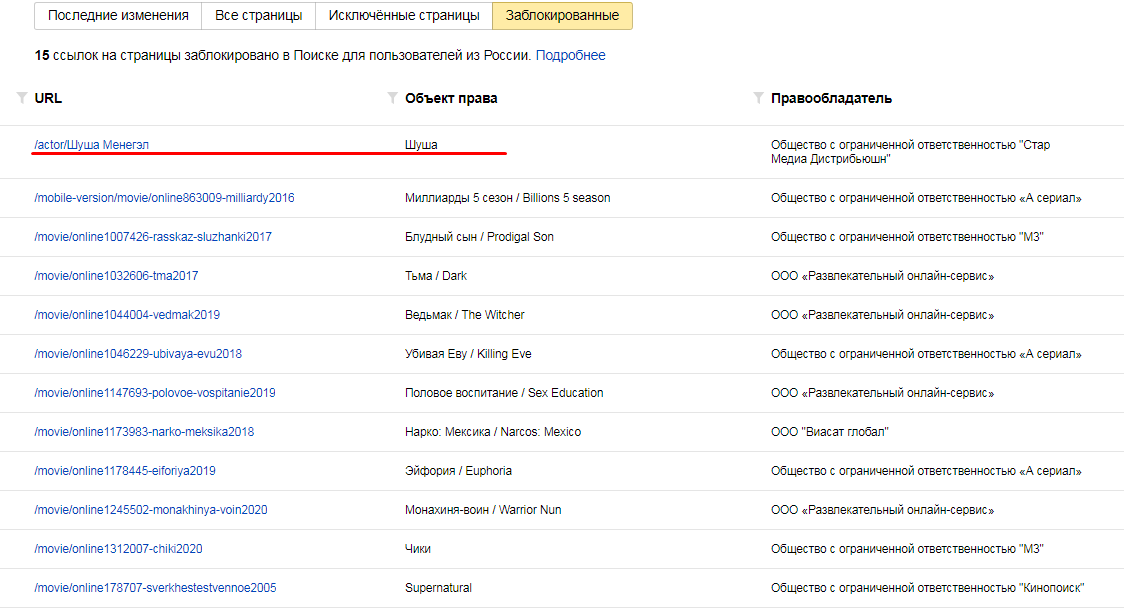 Последние изменения Все страницы Исключённые страницы Заблокированные
15 ссылок на страницы заблокировано в Поиске для пользователей из России. Подробнее
URL Объект права Правообладатель
/actor/Шуша Менегэл Шуша Общество с ограниченной ответственностью "Стар
Медиа Дистрибьюшн"
/mobile-version/movie/online863009-milliardy2016 Миллиарды 5 сезон / Billions 5 season Общество с ограниченной ответственностью «А сериал»
/movie/online1007426-rasskaz-sluzhanki2017 Блудный сын / Prodigal Son Общество с ограниченной ответственностью "М3"
/movie/online1032606-tma2017 Тьма / Dark ООО «Развлекательный онлайн-сервис»
/movie/online1044004-vedmak2019 Ведьмак / The Witcher ООО «Развлекательный онлайн-сервис»
/movie/online1046229-ubivaya-evu2018 Убивая Еву / Killing Eve Общество с ограниченной ответственностью «А сериал»
/movie/online1147693-polovoe-vospitanie2019 Половое воспитание / Sex Education ООО «Развлекательный онлайн-сервис»
/movie/online1173983-narko-meksika2018 Нарко: Мексика / Narcos: Mexico ООО "Виасат глобал"
/movie/online1178445-eiforiya2019 Эйфория / Euphoria Общество с ограниченной ответственностью «А сериал»
/movie/online1245502-monakhinya-voin2020 Монахиня-воин / Warrior Nun ООО «Развлекательный онлайн-сервис»
/movie/online1312007-chiki2020 Чики Общество с ограниченной ответственностью "М3"
/movie/online178707-sverkhestestvennoe2005 Supernatural Общество с ограниченной ответственностью "Кинопоиск"